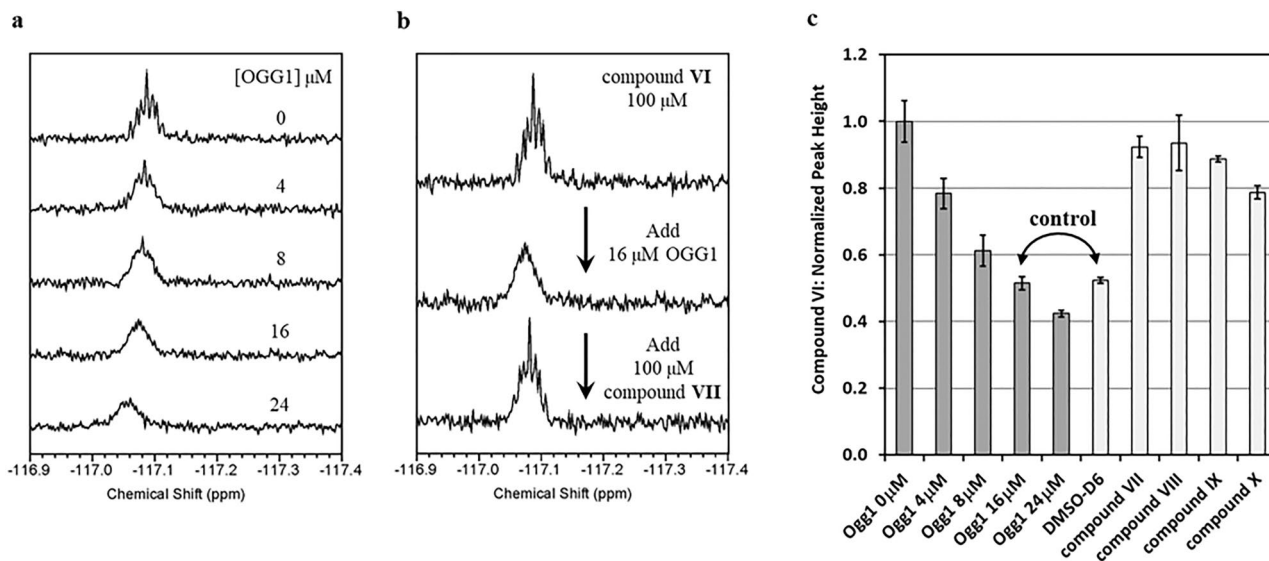 a
[OGG1] μM
0
4
8
16
24
-116.9 -117.0 -117.1 -117.2 -117.3 -117.4
Chemical Shift (ppm)
b
compound VI
100 μM
Add
16 μM OGG1
Add
100 μM
compound VII
-116.9 -117.0 -117.1 -117.2 -117.3 -117.4
Chemical Shift (ppm)
c
Compound VI: Normalized Peak Height
1.2
1.0
0.8
0.6
0.4
0.2
0.0
control
Ogg1 0μM
Ogg1 4μM
Ogg1 8μM
Ogg1 16μM
Ogg1 24μM
DMSO-D6
compound VII
compound VIII
compound IX
compound X